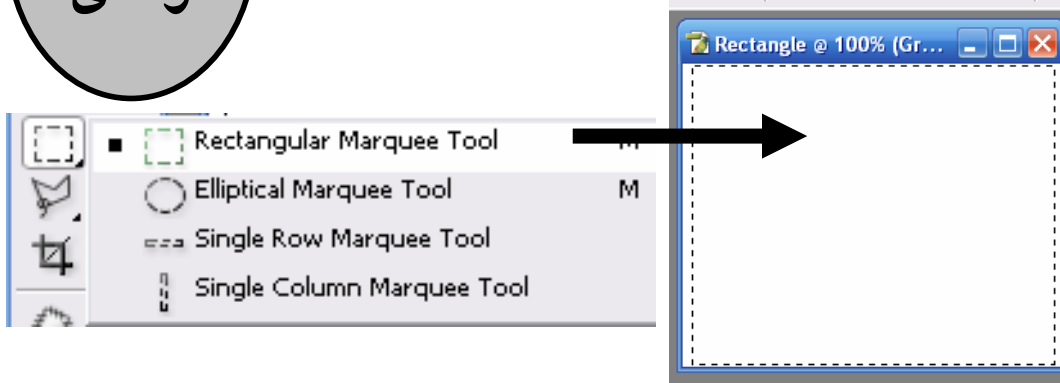 Rectangle @ 100% (Gr...
Rectangular Marquee Tool
Elliptical Marquee Tool M
Single Row Marquee Tool
Single Column Marquee Tool